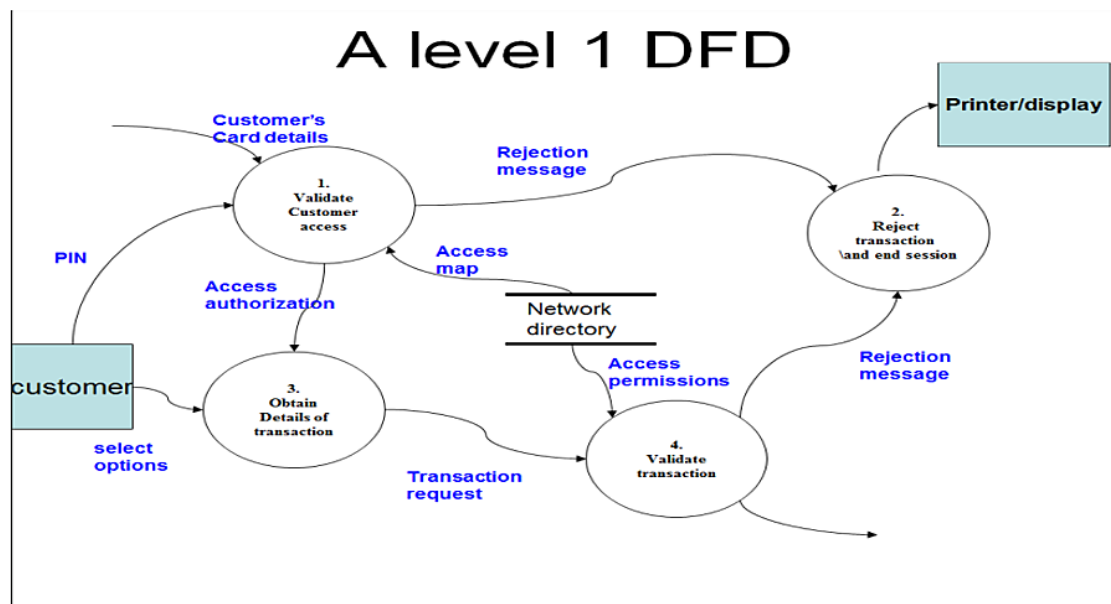 A level 1 DFD
Printer/display
Customer's
Card details
Rejection
message
1.
Validate
Customer
access
2.
Reject
transaction
\and end session
PIN
Access
map
Access
authorization
Network
directory
Rejection
message
Access
permissions
customer
3.
Obtain
Details of
transaction
4.
Validate
transaction
select
options
Transaction
request